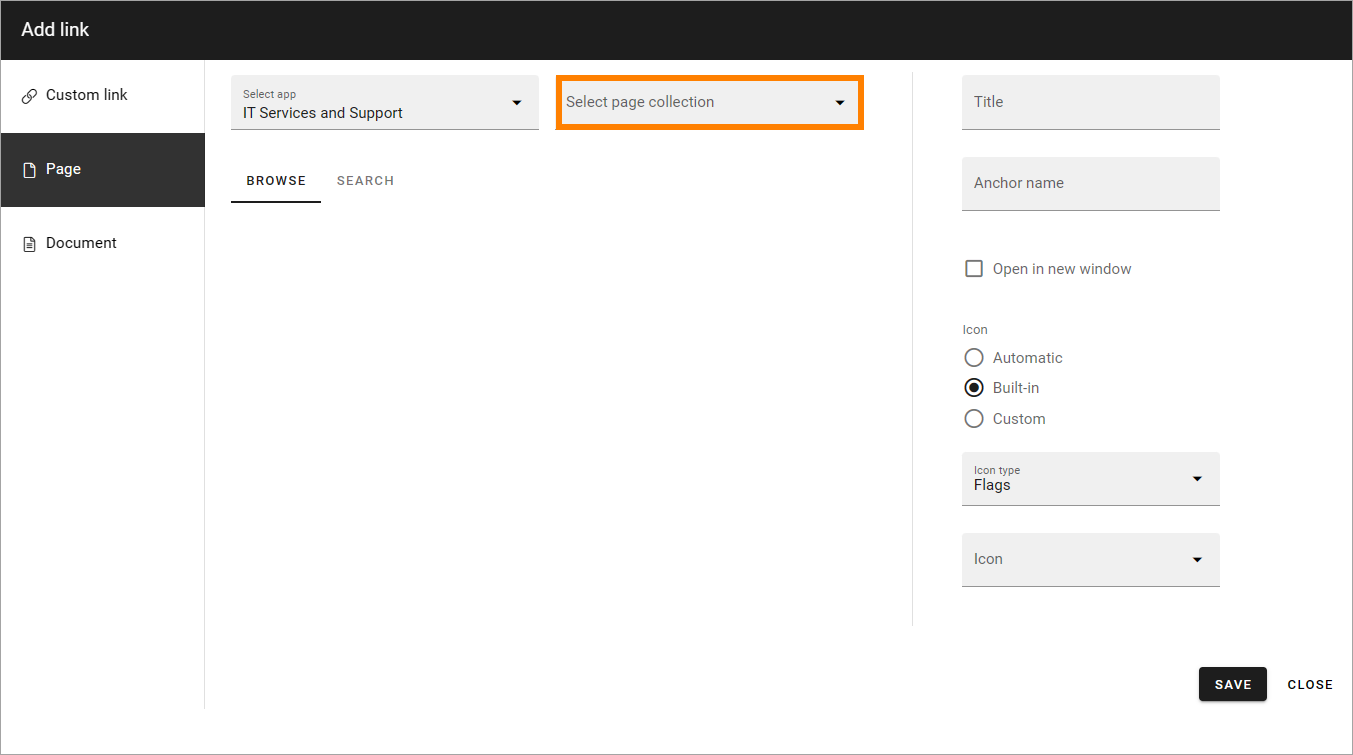 Add link
Custom link
Page
Document
Select app
IT Services and Support
Select page collection
BROWSE
SEARCH
Title
Anchor name
Open in new window
Icon
Automatic
Built-in
Custom
Icon type
Flags
Icon
SAVE
CLOSE